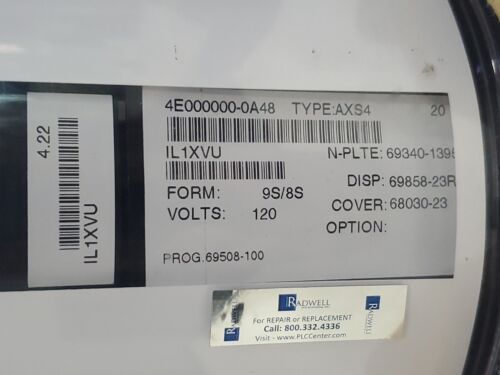 4E000000-0A48 TYPE:AXS4 20
4.22
IL1XVU
IL1XVU N-PLTE: 69340-1395
DISP: 69858-23R
FORM: 9S/8S COVER: 68030-23
VOLTS: 120 OPTION:
PROG.69508-100
RADWELL
For REPAIR or REPLACEMENT
Call: 800.332.4336
Visit - www.PLCCenter.com
RADWELL